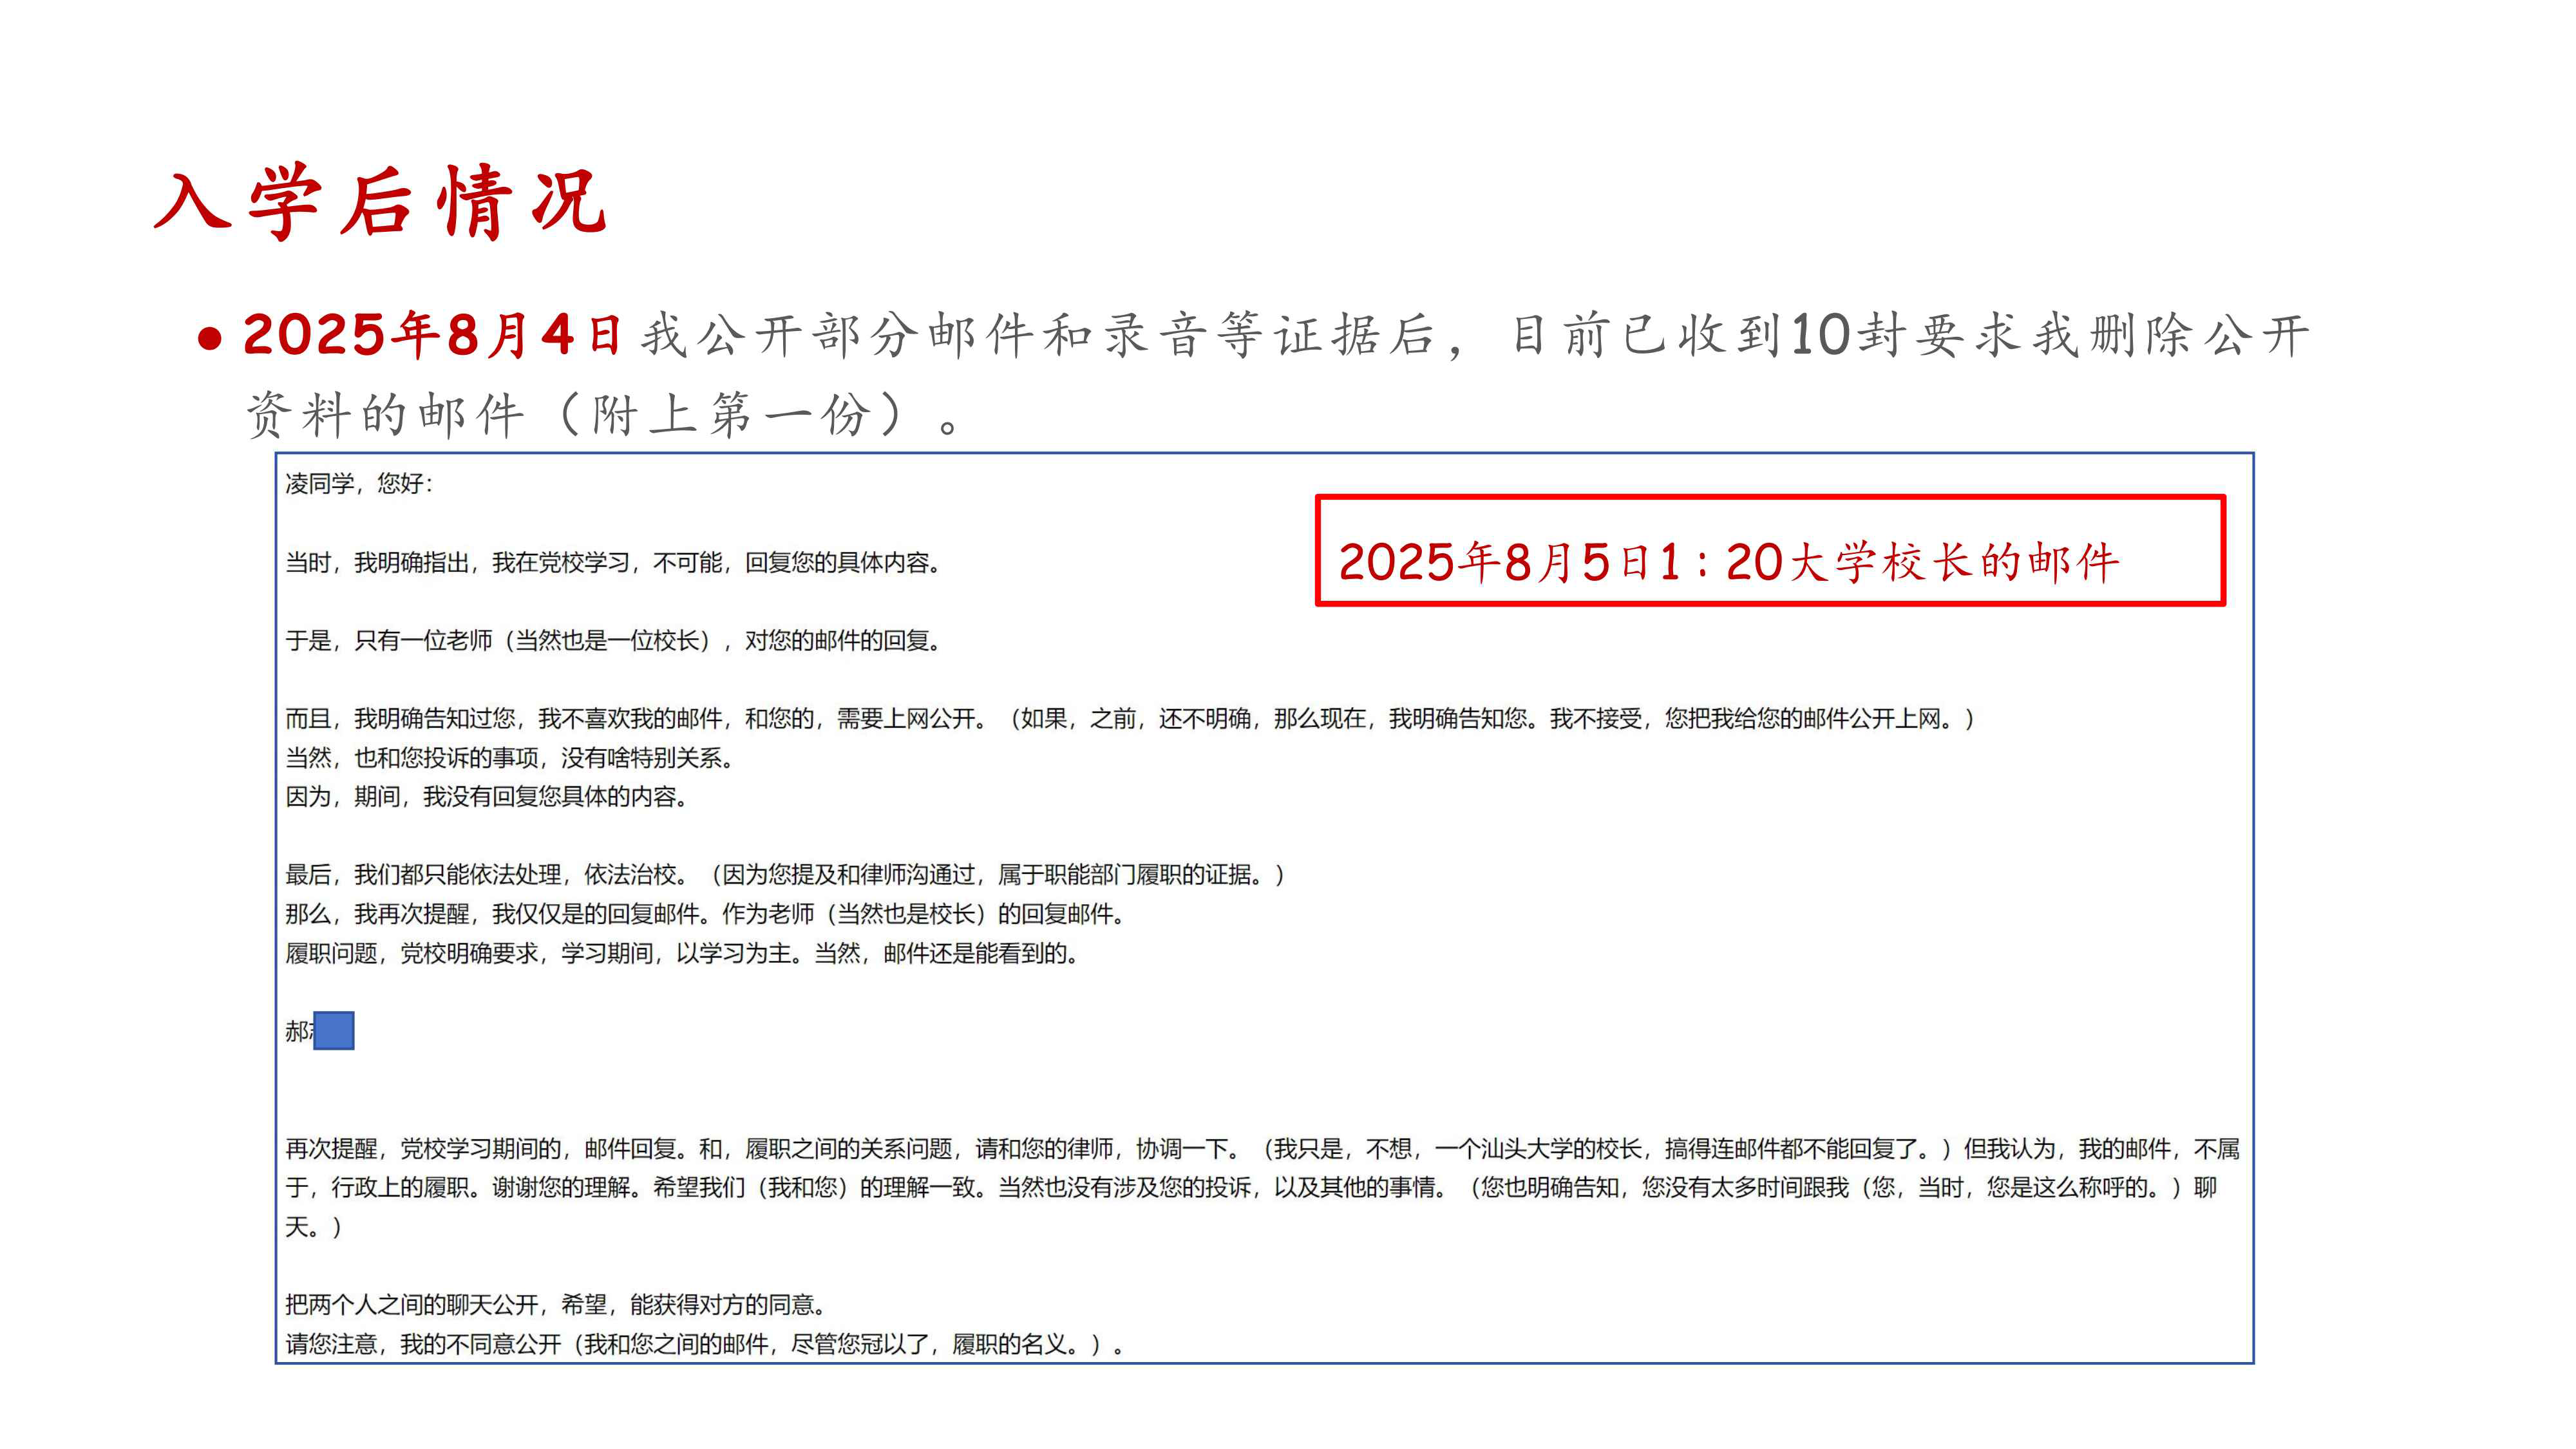 入学后情况
2025年8月4日我公开部分邮件和录音等证据后，目前已收到10封要求我删除公开
资料的邮件（附上第一份）。
凌同学，您好：
2025年8月5日1：20大学校长的邮件
当时，我明确指出，我在党校学习，不可能，回复您的具体内容。
于是，只有一位老师（当然也是一位校长），对您的邮件的回复。
而且，我明确告知过您，我不喜欢我的邮件，和您的，需要上网公开。（如果，之前，还不明确，那么现在，我明确告知您。我不接受，您把我给您的邮件公开上网。）
当然，也和您投诉的事项，没有啥特别关系。
因为，期间，我没有回复您具体的内容。
最后，我们都只能依法处理，依法治校。（因为您提及和律师沟通过，属于职能部门履职的证据。）
那么，我再次提醒，我仅仅是的回复邮件。作为老师（当然也是校长）的回复邮件。
履职问题，党校明确要求，学习期间，以学习为主。当然，邮件还是能看到的。
郝
再次提醒，党校学习期间的，邮件回复。和，履职之间的关系问题，请和您的律师，协调一下。（我只是，不想，一个汕头大学的校长，搞得连邮件都不能回复了。）但我认为，我的邮件，不属
于，行政上的履职。谢谢您的理解。希望我们（我和您）的理解一致。当然也没有涉及您的投诉，以及其他的事情。（您也明确告知，您没有太多时间跟我（您，当时，您是这么称呼的。）聊
天。）
把两个人之间的聊天公开，希望，能获得对方的同意。
请您注意，我的不同意公开（我和您之间的邮件，尽管您冠以了，履职的名义。）。